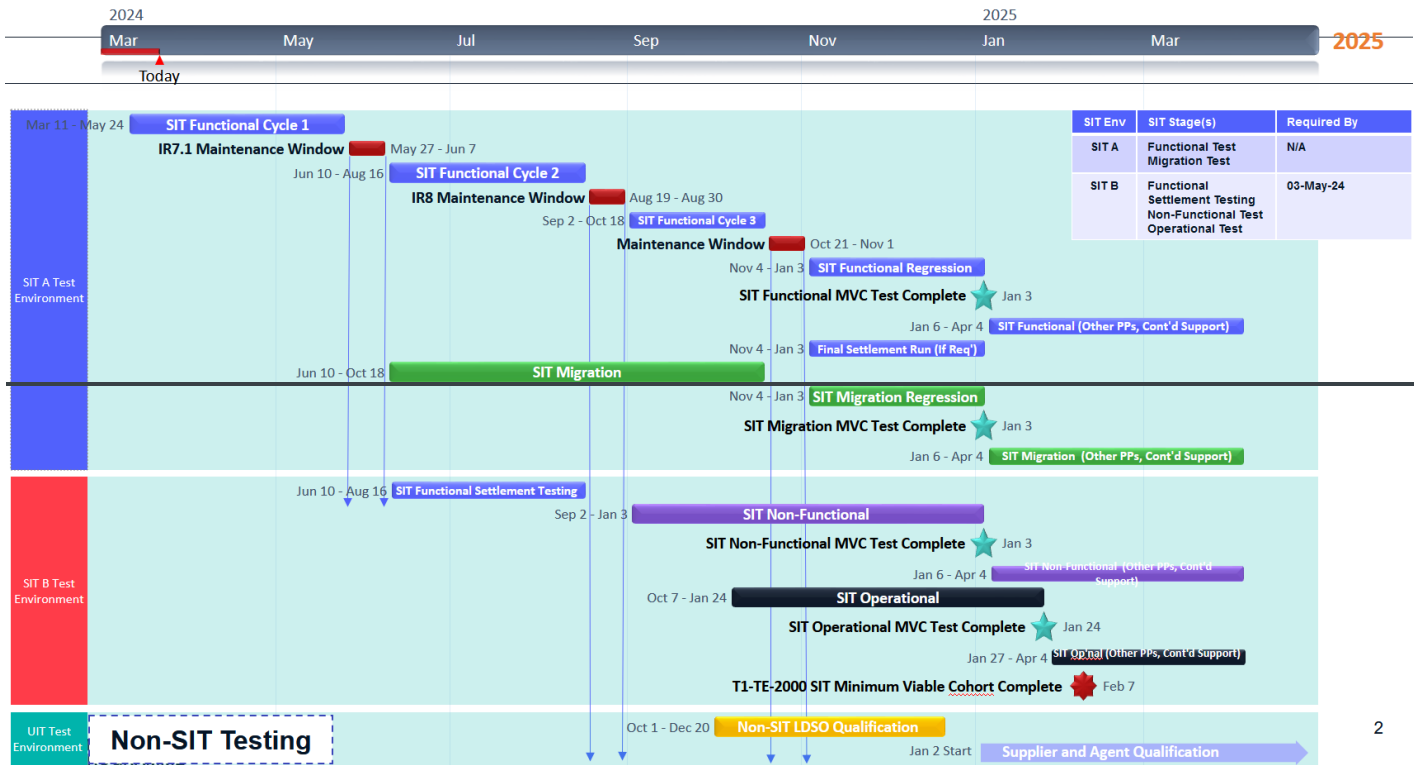 2024
2025
Mar
May
Jul
Sep
Nov
Jan
Mar
2025
Today
SIT Env
SIT Stage(s)
Required By
SIT A
Functional Test
Migration Test
N/A
SIT B
Functional
Settlement Testing
Non-Functional Test
Operational Test
03-May-24
SIT A Test
Environment
Mar 11 - May 24
SIT Functional Cycle 1
IR7.1 Maintenance Window
May 27 - Jun 7
Jun 10 - Aug 16
SIT Functional Cycle 2
IR8 Maintenance Window
Aug 19 - Aug 30
Sep 2 - Oct 18
SIT Functional Cycle 3
Maintenance Window
Oct 21 - Nov 1
Nov 4 - Jan 3
SIT Functional Regression
SIT Functional MVC Test Complete
Jan 3
Jan 6 - Apr 4
SIT Functional (Other PPs, Cont'd Support)
Nov 4 - Jan 3
Final Settlement Run (If Req')
Jun 10 - Oct 18
SIT Migration
Nov 4 - Jan 3
SIT Migration Regression
SIT Migration MVC Test Complete
Jan 3
Jan 6 - Apr 4
SIT Migration (Other PPs, Cont'd Support)
SIT B Test
Environment
Jun 10 - Aug 16
SIT Functional Settlement Testing
Sep 2 - Jan 3
SIT Non-Functional
SIT Non-Functional MVC Test Complete
Jan 3
Jan 6 - Apr 4
SIT Non-Functional (Other PPs, Cont'd
Support)
Oct 7 - Jan 24
SIT Operational
SIT Operational MVC Test Complete
Jan 24
Jan 27 - Apr 4
SIT Op'nal (Other PPs, Cont'd Support)
T1-TE-2000 SIT Minimum Viable Cohort Complete
Feb 7
UIT Test
Environment
Non-SIT Testing
Oct 1 - Dec 20
Non-SIT LDSO Qualification
Jan 2 Start
Supplier and Agent Qualification
2